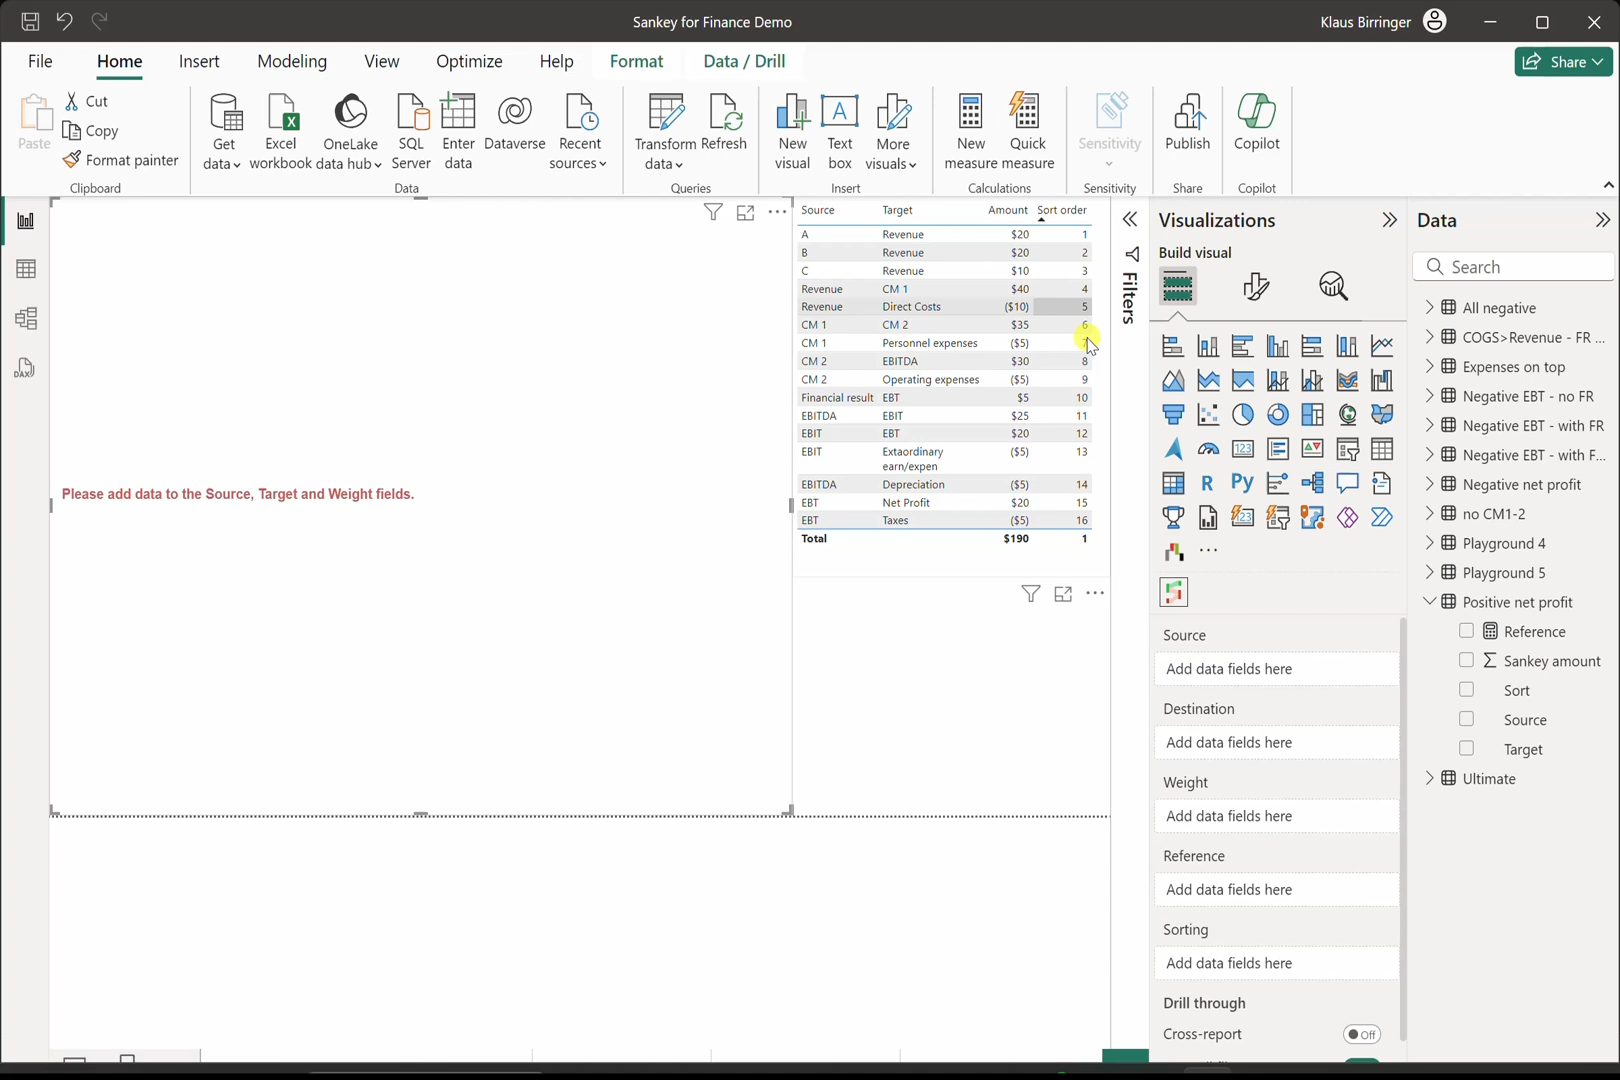 Sankey for Finance Demo
Klaus Birringer
File Home Insert Modeling View Optimize Help Format Data / Drill
Share
Paste
Cut
Copy
Format painter
Clipboard
Get data
Excel workbook
OneLake data hub
SQL Server
Enter data
Dataverse
Recent sources
Data
Transform data
Refresh
Queries
New visual
Text box
More visuals
Insert
New measure
Quick measure
Calculations
Sensitivity
Sensitivity
Publish
Share
Copilot
Copilot
Please add data to the Source, Target and Weight fields.
Source Target Amount Sort order
A Revenue $20 1
B Revenue $20 2
C Revenue $10 3
Revenue CM 1 $40 4
Revenue Direct Costs ($10) 5
CM 1 CM 2 $35 6
CM 1 Personnel expenses ($5) 7
CM 2 EBITDA $30 8
CM 2 Operating expenses ($5) 9
Financial result EBT $5 10
EBITDA EBIT $25 11
EBIT EBT $20 12
EBIT Extaordinary ($5) 13
earn/expen
EBITDA Depreciation ($5) 14
EBT Net Profit $20 15
EBT Taxes ($5) 16
Total $190 1
Filters
Visualizations
Build visual
R Py
123
Source
Add data fields here
Destination
Add data fields here
Weight
Add data fields here
Reference
Add data fields here
Sorting
Add data fields here
Drill through
Cross-report
Off
Data
Search
All negative
COGS>Revenue - FR ...
Expenses on top
Negative EBT - no FR
Negative EBT - with FR
Negative EBT - with F...
Negative net profit
no CM1-2
Playground 4
Playground 5
Positive net profit
Reference
Sankey amount
Sort
Source
Target
Ultimate